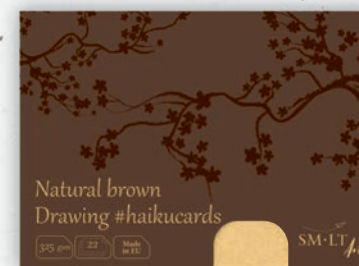 Natural brown
Drawing #haikucards
325 gsm
22
Made
in EU
SM·LT